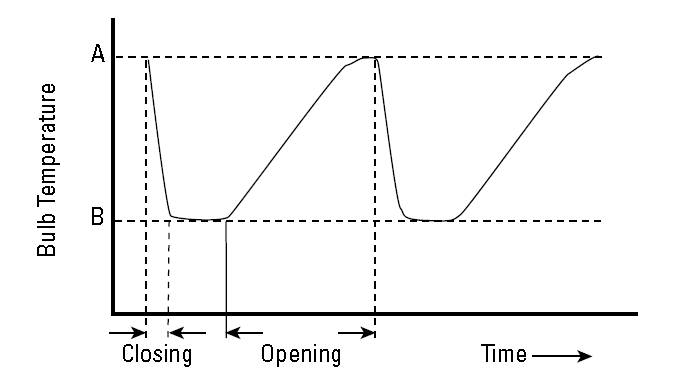 A
Bulb Temperature
B
Closing
Opening
Time